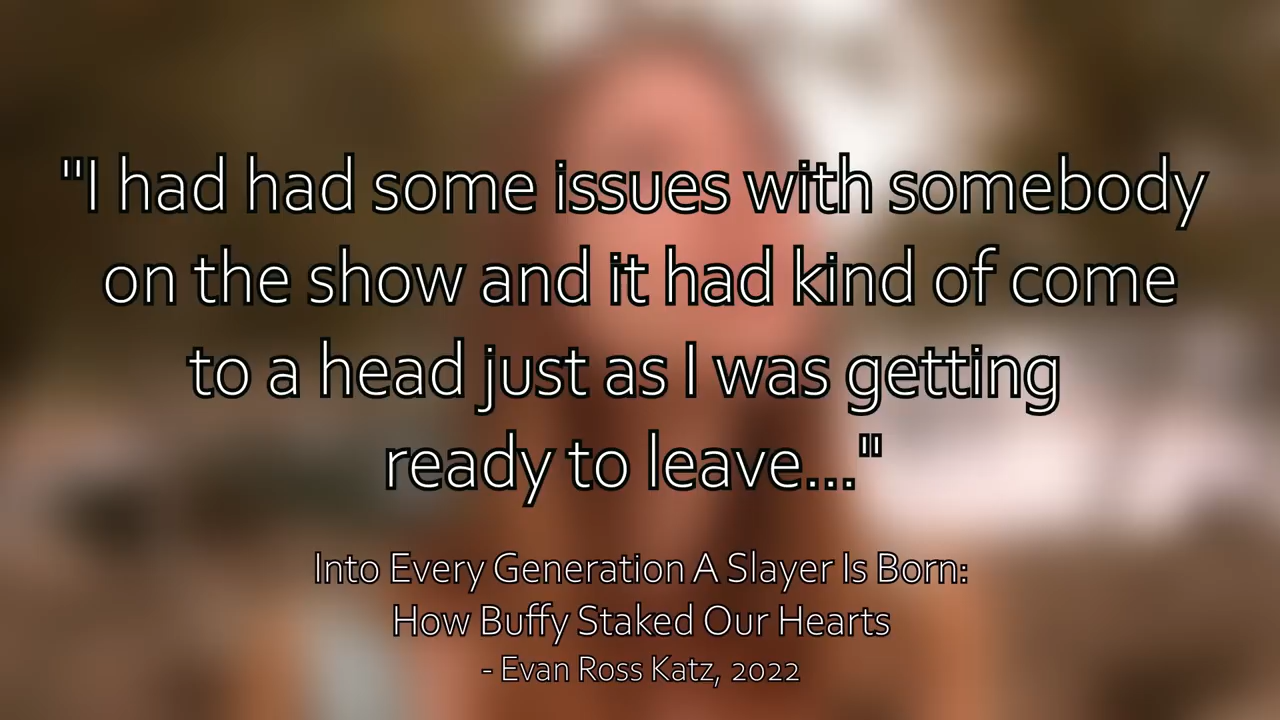 "I had had some issues with somebody
on the show and it had kind of come
to a head just as I was getting
ready to leave..."
Into Every Generation A Slayer Is Born:
How Buffy Staked Our Hearts
- Evan Ross Katz, 2022